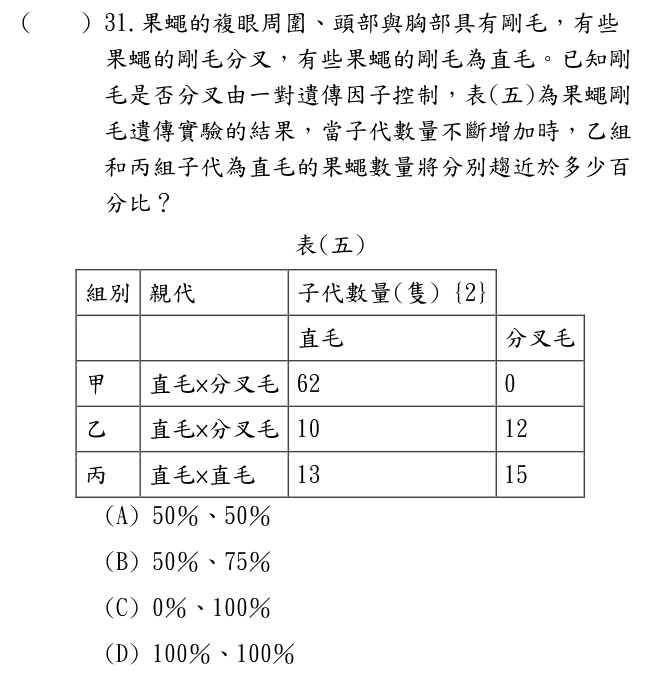 (　　) 31. 果蠅的複眼周圍、頭部與胸部具有剛毛，有些
果蠅的剛毛分叉，有些果蠅的剛毛為直毛。已知剛
毛是否分叉由一對遺傳因子控制，表(五)為果蠅剛
毛遺傳實驗的結果，當子代數量不斷增加時，乙組
和丙組子代為直毛的果蠅數量將分別趨近於多少百
分比？
表(五)
組別 親代 子代數量(隻) {2}
直毛 分叉毛
甲 直毛×分叉毛 62 0
乙 直毛×分叉毛 10 12
丙 直毛×直毛 13 15
(A) 50%、50%
(B) 50%、75%
(C) 0%、100%
(D) 100%、100%